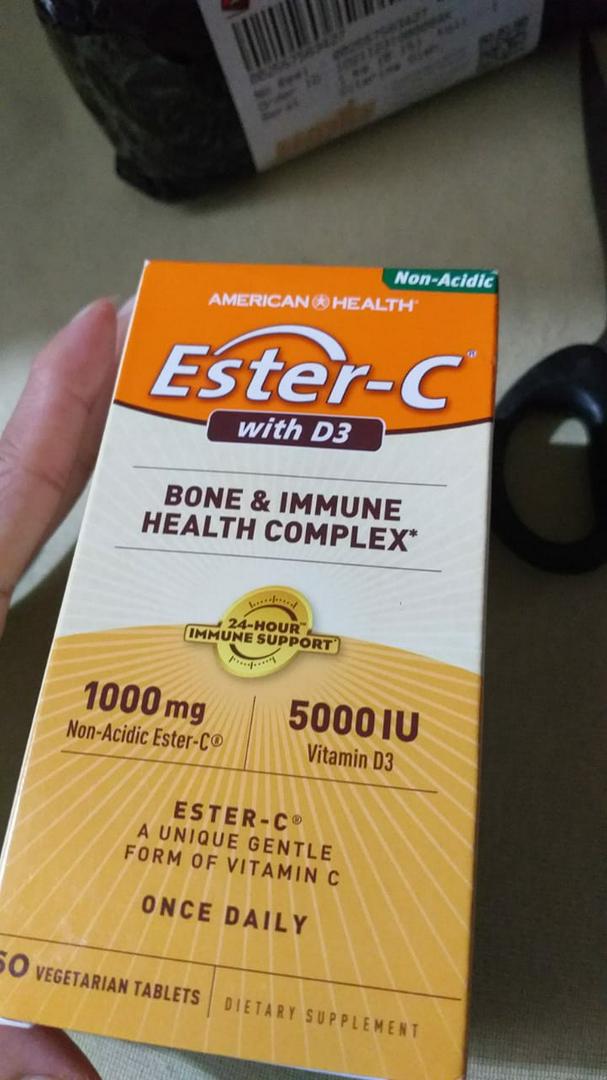 Non-Acidic
AMERICAN HEALTH
Ester-C®
with D3
BONE & IMMUNE
HEALTH COMPLEX*
24-HOUR™
IMMUNE SUPPORT*
1000 mg
Non-Acidic Ester-C®
5000 IU
Vitamin D3
ESTER-C®
A UNIQUE GENTLE
FORM OF VITAMIN C
ONCE DAILY
VEGETARIAN TABLETS
DIETARY SUPPLEMENT